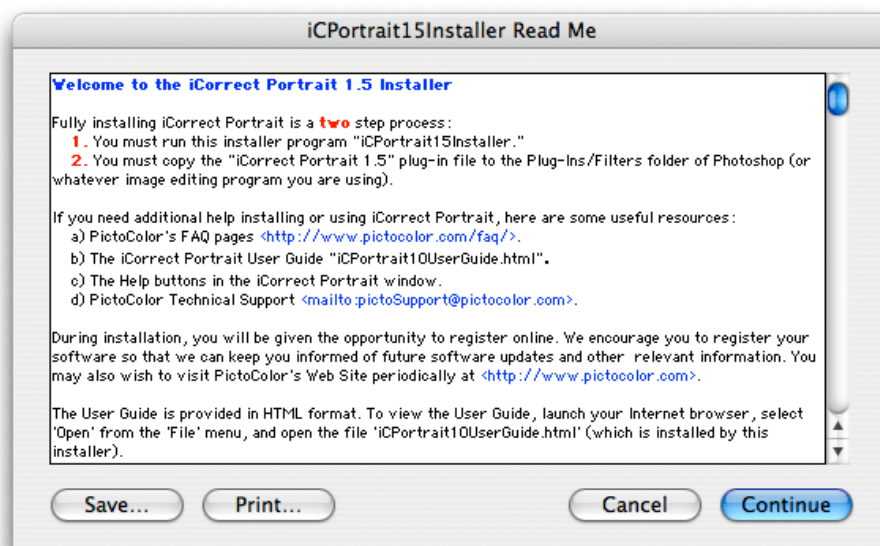 iCPortrait15Installer Read Me
Welcome to the iCorrect Portrait 1.5 Installer
Fully installing iCorrect Portrait is a two step process:
1. You must run this installer program "iCPortrait15Installer."
2. You must copy the "iCorrect Portrait 1.5" plug-in file to the Plug-Ins/Filters folder of Photoshop (or
whatever image editing program you are using).
If you need additional help installing or using iCorrect Portrait, here are some useful resources:
a) PictoColor's FAQ pages <http://www.pictocolor.com/faq/>.
b) The iCorrect Portrait User Guide "iCPortrait10UserGuide.html".
c) The Help buttons in the iCorrect Portrait window.
d) PictoColor Technical Support <mailto:pictoSupport@pictocolor.com>.
During installation, you will be given the opportunity to register online. We encourage you to register your
software so that we can keep you informed of future software updates and other relevant information. You
may also wish to visit PictoColor's Web Site periodically at <http://www.pictocolor.com>.
The User Guide is provided in HTML format. To view the User Guide, launch your Internet browser, select
'Open' from the 'File' menu, and open the file 'iCPortrait10UserGuide.html' (which is installed by this
installer).
Save... Print... Cancel Continue